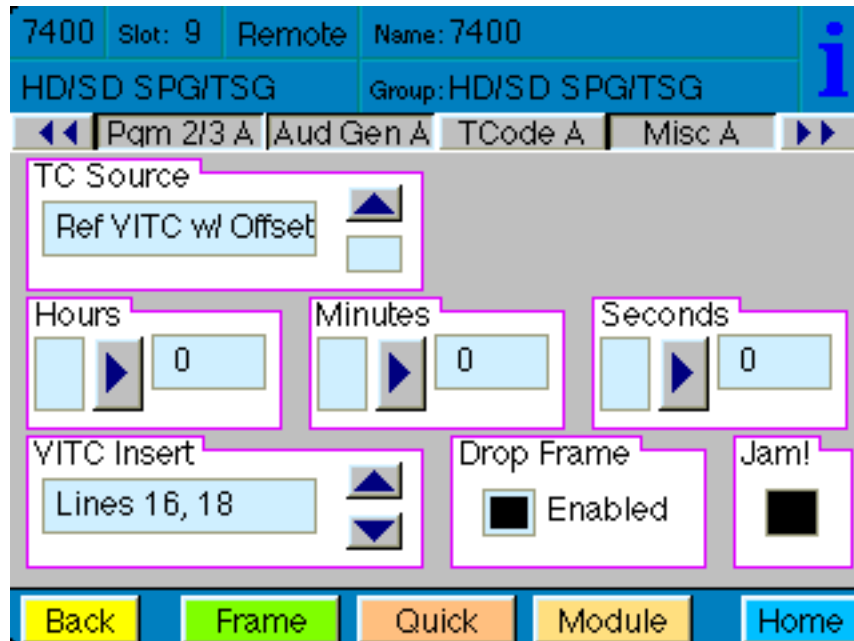 7400 Slot: 9 Remote Name: 7400
i
HD/SD SPG/TSG Group: HD/SD SPG/TSG
Pgm 2/3 A Aud Gen A TCode A Misc A
TC Source
Ref VITC w/ Offset
Hours Minutes Seconds
0 0 0
VITC Insert Drop Frame Jam!
Lines 16, 18 Enabled
Back Frame Quick Module Home